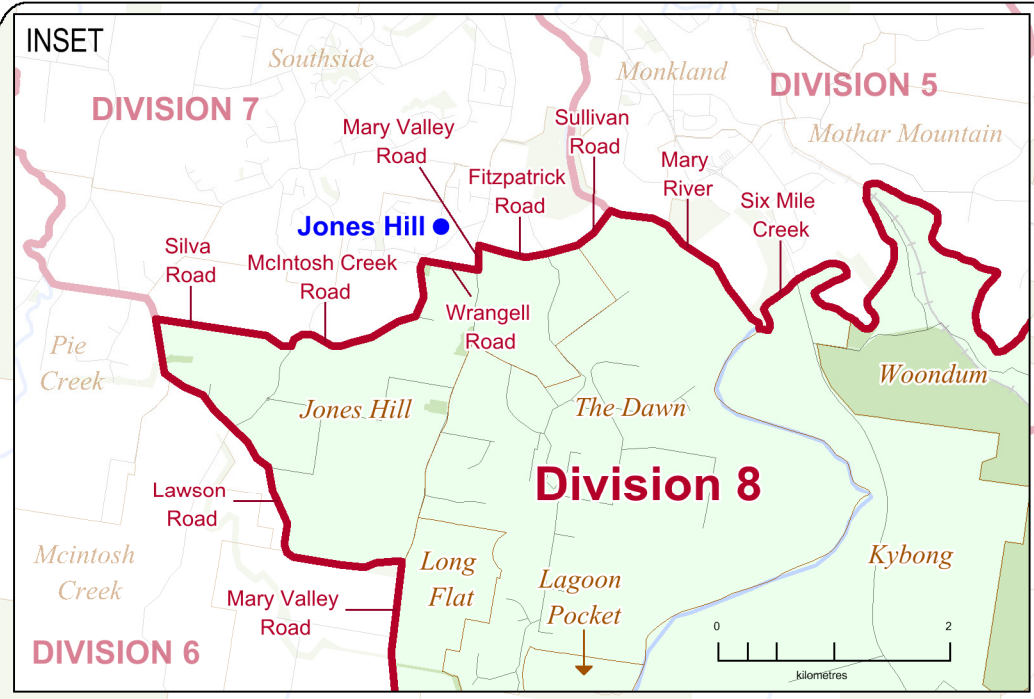 INSET
Southside
Monkland
DIVISION 5
DIVISION 7
Mothar Mountain
Mary Valley
Road
Sullivan
Road
Fitzpatrick
Road
Mary
River
Six Mile
Creek
Jones Hill
Silva
Road
McIntosh Creek
Road
Wrangell
Road
Pie
Creek
Woondum
Jones Hill
The Dawn
Division 8
Lawson
Road
Mcintosh
Creek
Long
Flat
Lagoon
Pocket
Kybong
Mary Valley
Road
DIVISION 6
0 2
kilometres